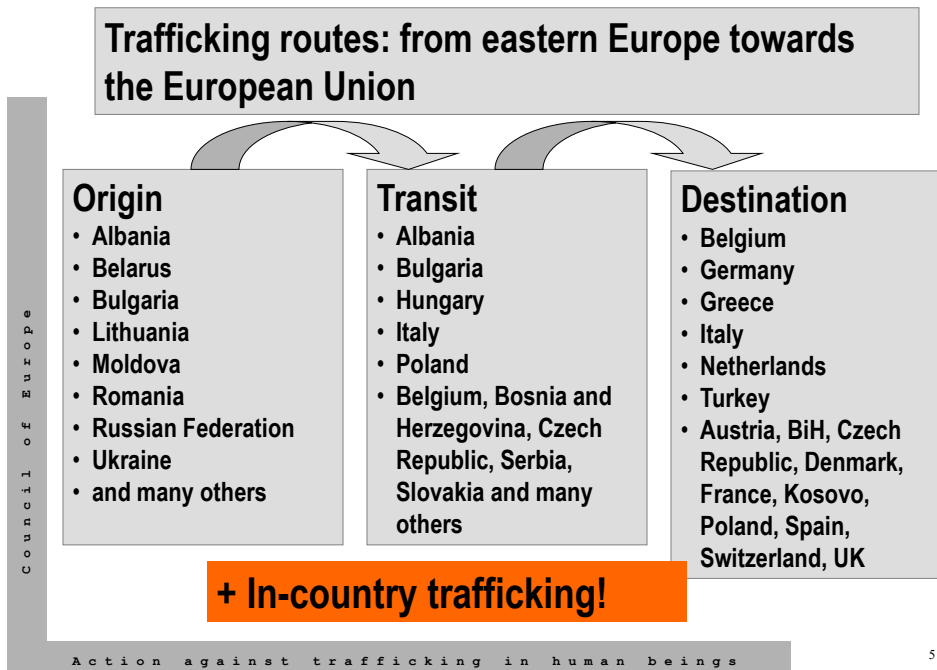 Trafficking routes: from eastern Europe towards
the European Union
Origin
• Albania
• Belarus
• Bulgaria
• Lithuania
• Moldova
• Romania
• Russian Federation
• Ukraine
• and many others
Transit
• Albania
• Bulgaria
• Hungary
• Italy
• Poland
• Belgium, Bosnia and
Herzegovina, Czech
Republic, Serbia,
Slovakia and many
others
Destination
• Belgium
• Germany
• Greece
• Italy
• Netherlands
• Turkey
• Austria, BiH, Czech
Republic, Denmark,
France, Kosovo,
Poland, Spain,
Switzerland, UK
+ In-country trafficking!
Council of Europe
Action against trafficking in human beings
5